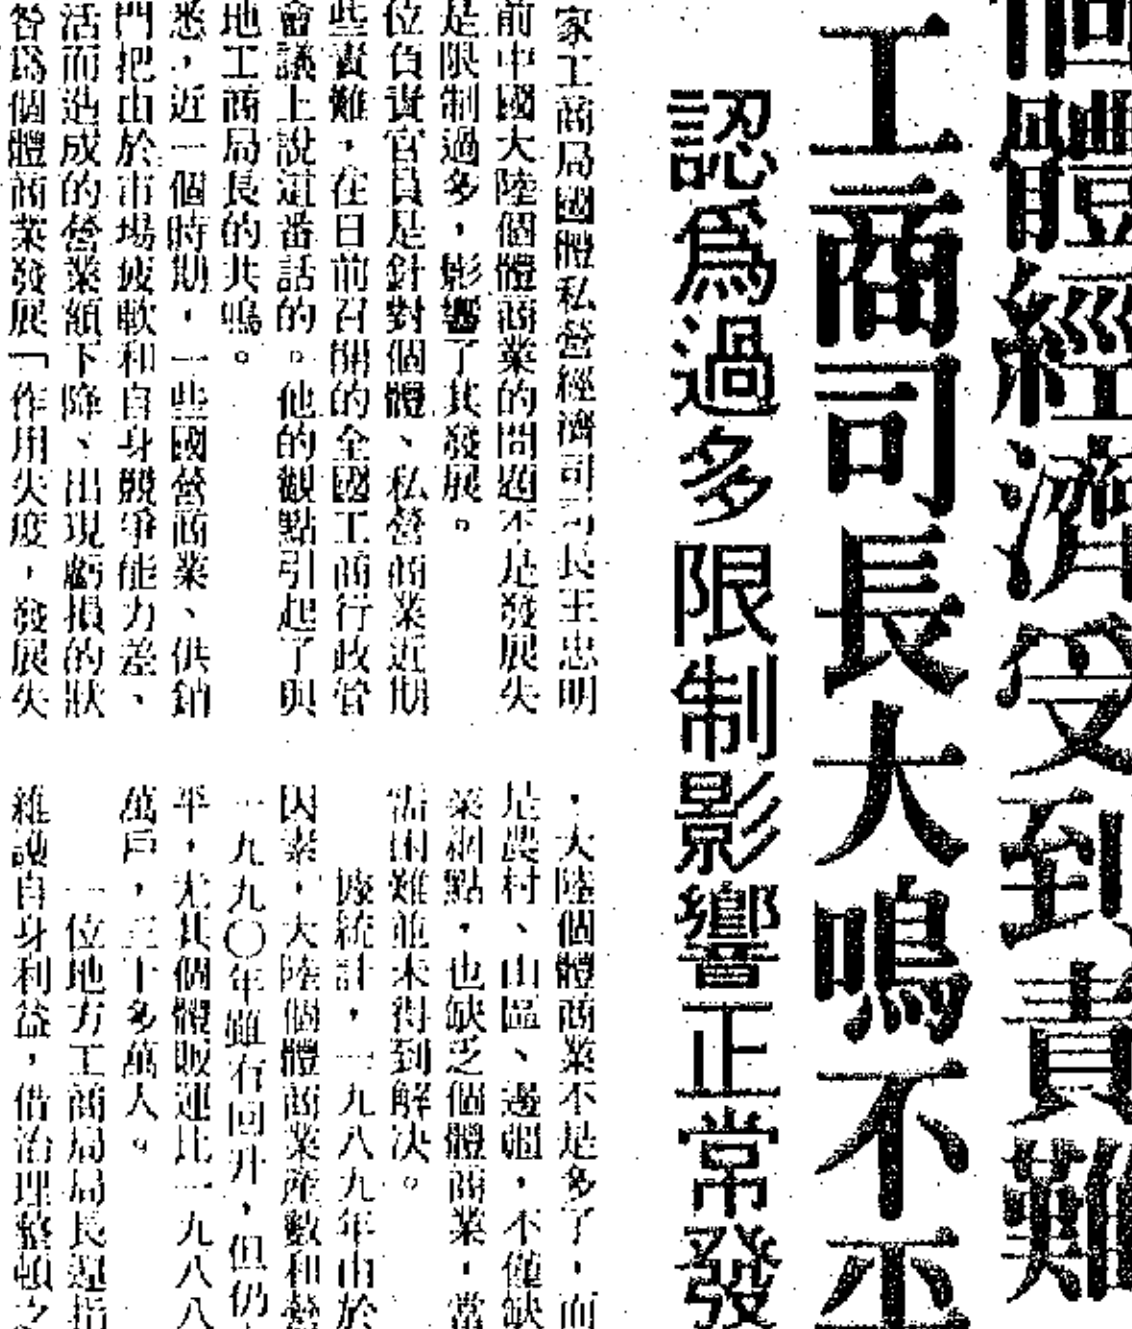 個體經濟受到責難
工商司長大鳴不平
認爲過多限制影響正常發
家工商局國體私營經濟司司長王忠明
前中國大陸個體商業的問題不是發展失
是限制過多，影響了其發展。
位負責官員是針對個體、私營商業近期
些責難，在日前召開的全國工商行政管
會議上說這番話的。他的觀點引起了與
地工商局長的共鳴。
悉，近一個時期，一些國營商業、供銷
門把由於市場疲軟和自身競爭能力差、
活而造成的營業額下降、出現虧損的狀
咎爲個體商業發展「作用失度，發展失
，大陸個體商業不是多了，而
是農村、山區、邊疆，不僅缺
業網點，也缺乏個體商業，當
需困難並未得到解決。
據統計，一九八九年由於
因素，大陸個體商業產數和營
一九九〇年雖有回升，但仍
平，尤其個體販運比一九八八
萬戶，三十多萬人。
一位地方工商局局長還指
維護自身利益，借治理整頓之